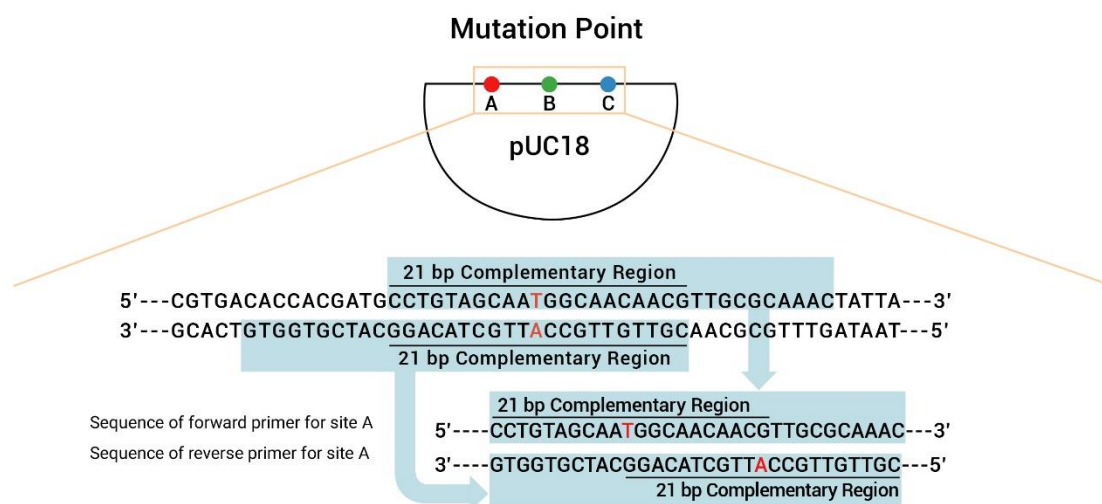 Mutation Point
A B C
pUC18
21 bp Complementary Region
5'---CGTGACACCACGATGCCTGTAGCAATGGCAACAACGTTGCGCAAACTATTA---3'
3'---GCACTGTGGTGCTACGGACATCGTTACCGTTGTTGCAACGCGTTTGATAAT---5'
21 bp Complementary Region
21 bp Complementary Region
Sequence of forward primer for site A
5'----CCTGTAGCAATGGCAACAACGTTGCGCAAAC---3'
Sequence of reverse primer for site A
3'----GTGGTGCTACGGACATCGTTACCGTTGTTGC---5'
21 bp Complementary Region